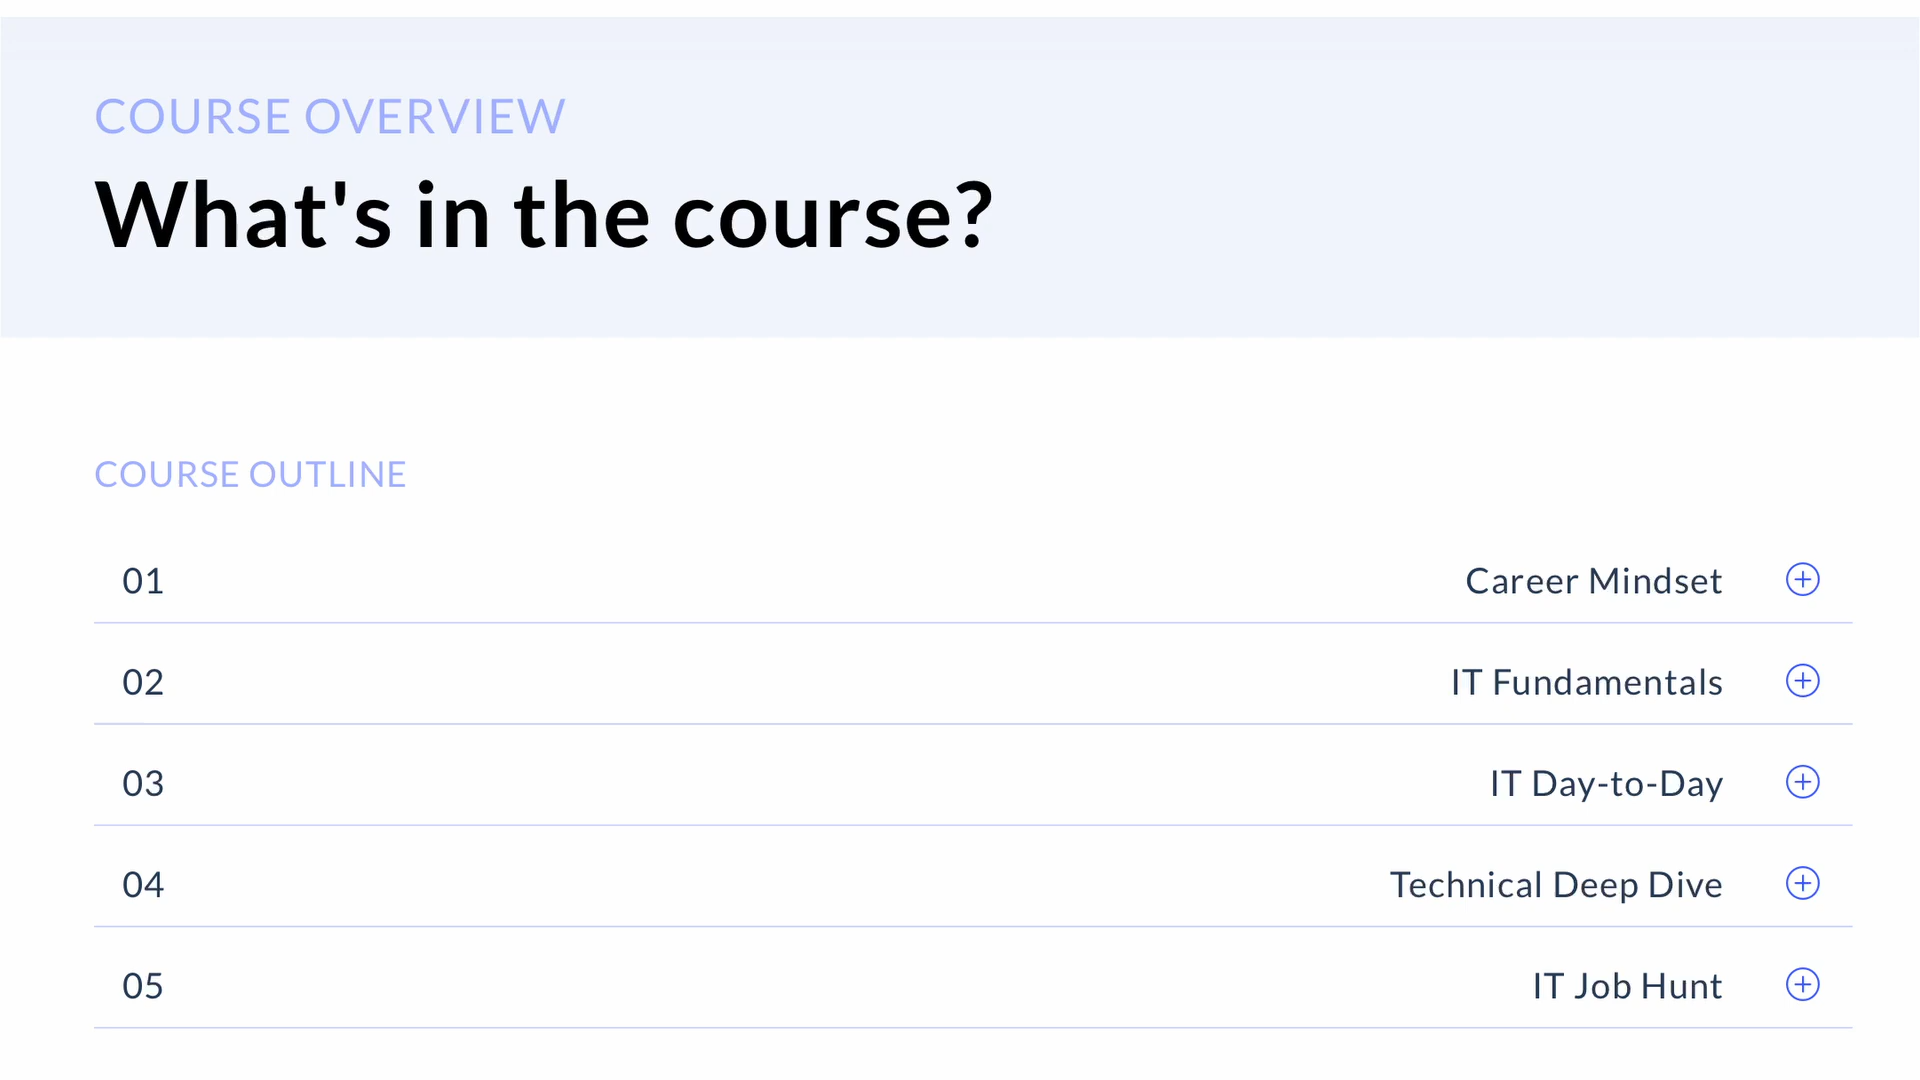 COURSE OVERVIEW
What's in the course?
COURSE OUTLINE
01 Career Mindset
02 IT Fundamentals
03 IT Day-to-Day
04 Technical Deep Dive
05 IT Job Hunt